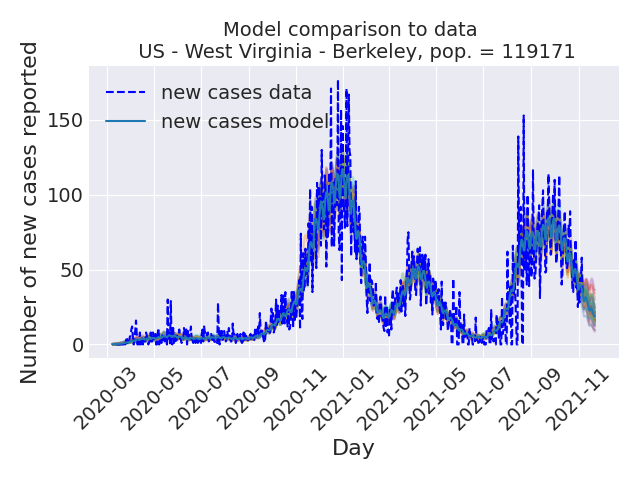 Model comparison to data
US - West Virginia - Berkeley, pop. = 119171
Number of new cases reported
new cases data
new cases model
150
100
50
0
2020-03
2020-05
2020-07
2020-09
2020-11
2021-01
2021-03
2021-05
2021-07
2021-09
2021-11
Day